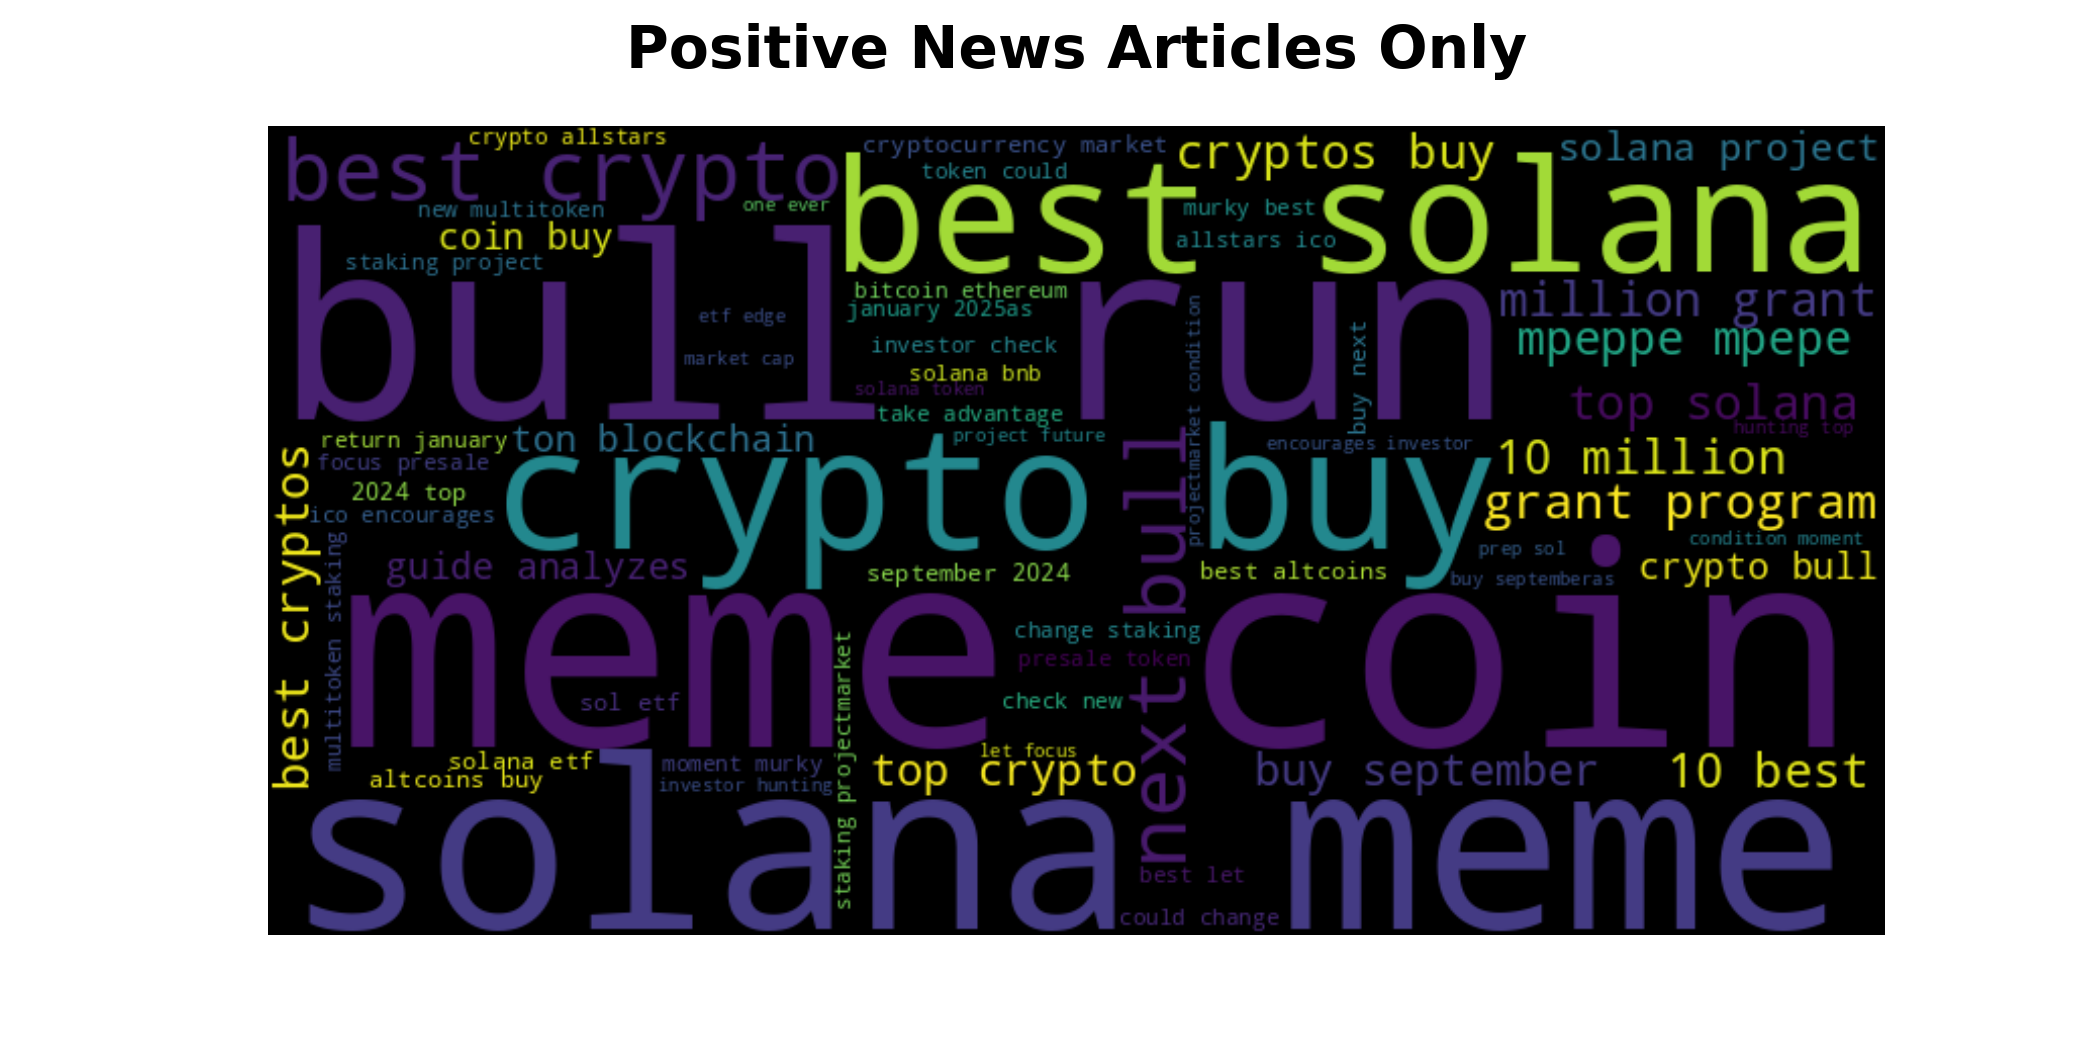 Positive News Articles Only
crypto allstars
best crypto
cryptocurrency market
cryptos buy
solana project
token could
best solana
new multitoken
one ever
murky best
coin buy
allstars ico
staking project
bull run
bitcoin ethereum
january 2025as
million grant
etf edge
mpeppe mpepe
investor check
market cap
solana bnb
solana token
buy next
projectmarket condition
top solana
take advantage
hunting top
return january
ton blockchain
project future
encourages investor
focus presale
10 million
2024 top
crypto buy
grant program
ico encourages
best cryptos
multitoken staking
next bull
prep sol
condition moment
guide analyzes
september 2024
best altcoins
buy septemberas
crypto bull
meme coin
change staking
presale token
sol etf
check new
staking projectmarket
let focus
solana etf
moment murky
top crypto
buy september
10 best
altcoins buy
investor hunting
solana meme
best let
could change